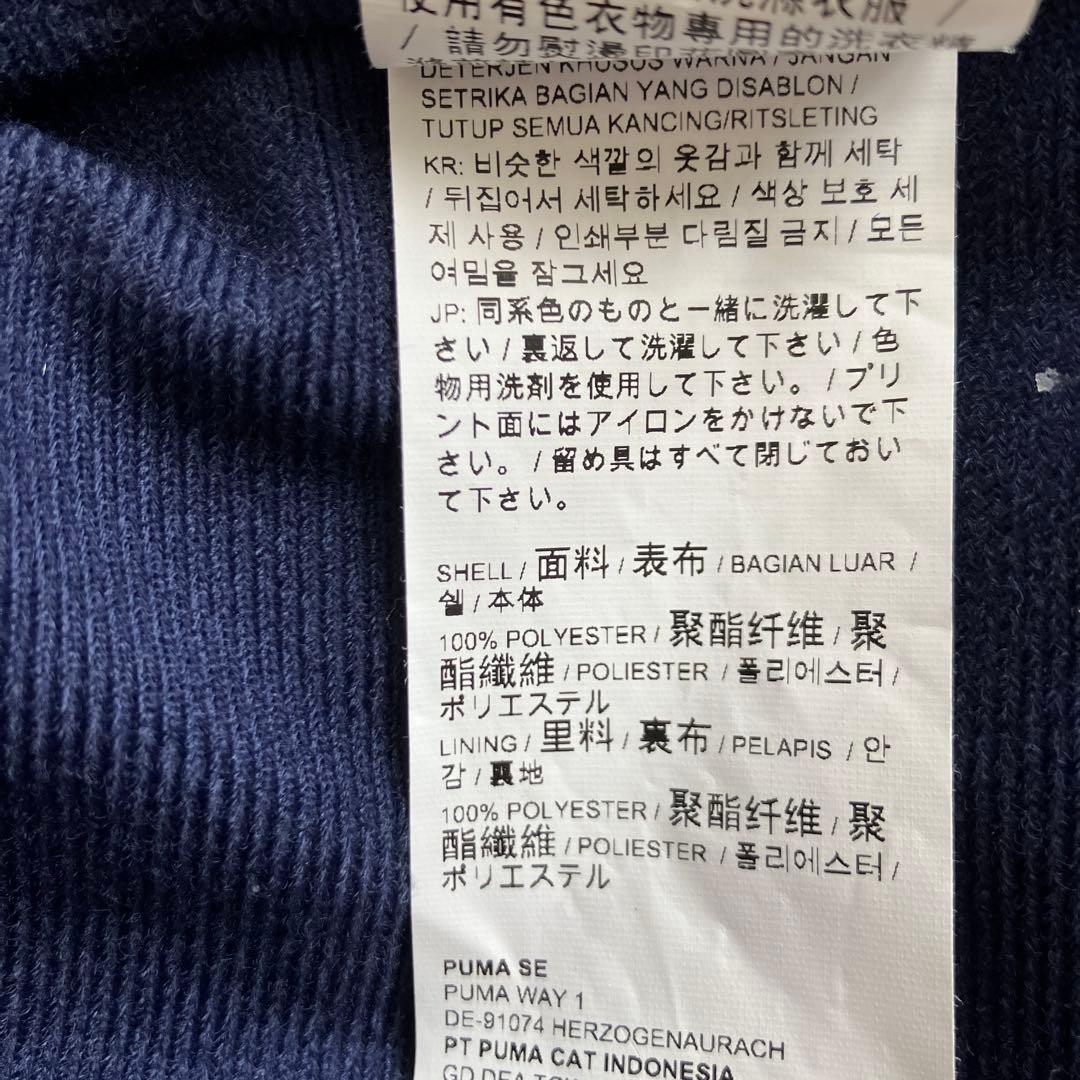 使用有色衣物專用的洗衣精
/ 請勿熨燙印
DETERJEN KHUSUS WARNA / JANGAN
SETRIKA BAGIAN YANG DISABLON /
TUTUP SEMUA KANCING/RITSLETING
KR: 비슷한 색깔의 옷감과 함께 세탁
/ 뒤집어서 세탁하세요 / 색상 보호 세
제 사용 / 인쇄부분 다림질 금지 / 모든
여밈을 잠그세요
JP: 同系色のものと一緒に洗濯して下
さい / 裏返して洗濯して下さい / 色
物用洗剤を使用して下さい。 / プリ
ント面にはアイロンをかけないで下
さい。 / 留め具はすべて閉じておい
て下さい。
SHELL / 面料 / 表布 / BAGIAN LUAR /
쉘 / 本体
100% POLYESTER / 聚酯纤维 / 聚
酯纖維 / POLIESTER / 폴리에스터 /
ポリエステル
LINING / 里料 / 裏布 / PELAPIS / 안
감 / 裏地
100% POLYESTER / 聚酯纤维 / 聚
酯纖維 / POLIESTER / 폴리에스터 /
ポリエステル
PUMA SE
PUMA WAY 1
DE-91074 HERZOGENAURACH
PT PUMA CAT INDONESIA